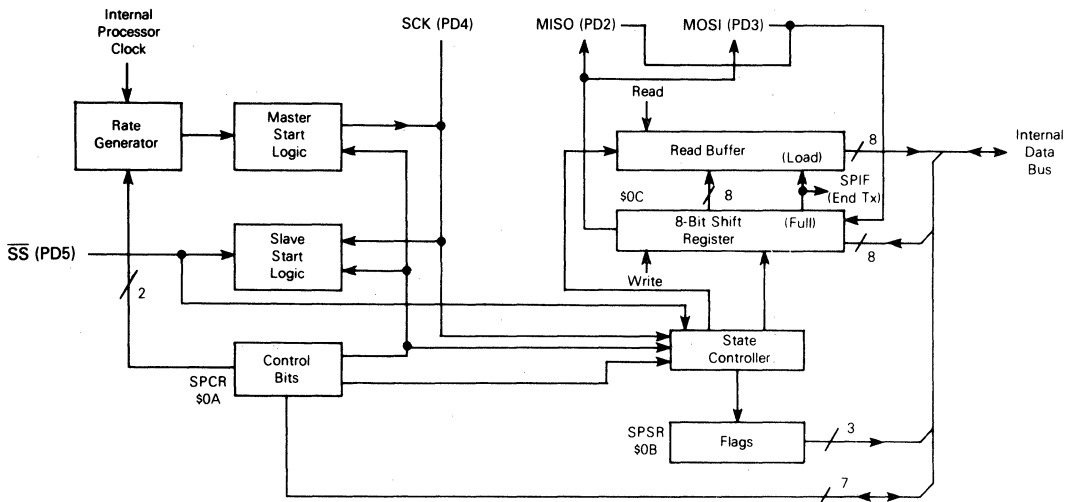 Internal
Processor
Clock
SCK (PD4)
MISO (PD2)
MOSI (PD3)
Rate
Generator
Master
Start
Logic
Read
Read Buffer
(Load)
8
Internal
Data
Bus
8
SPIF
(End Tx)
$0C
8-Bit Shift
Register
(Full)
8
Write
SS (PD5)
Slave
Start
Logic
2
State
Controller
Control
Bits
SPCR
$0A
SPSR
$0B
Flags
3
7